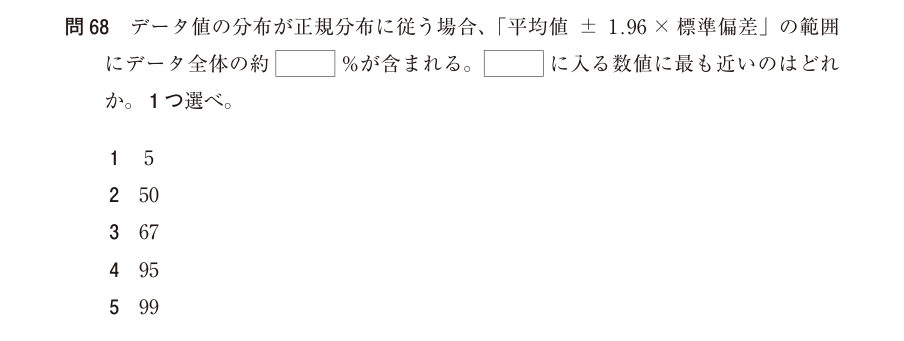 問68 データ値の分布が正規分布に従う場合、「平均値 ± 1.96 × 標準偏差」の範囲
にデータ全体の約　　　%が含まれる。　　　に入る数値に最も近いのはどれ
か。1つ選べ。
1 5
2 50
3 67
4 95
5 99